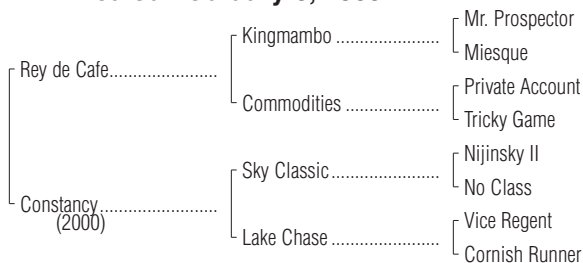 Kingmambo
Mr. Prospector
Miesque
Rey de Cafe
Commodities
Private Account
Tricky Game
Constancy
(2000)
Sky Classic
Nijinsky II
No Class
Lake Chase
Vice Regent
Cornish Runner